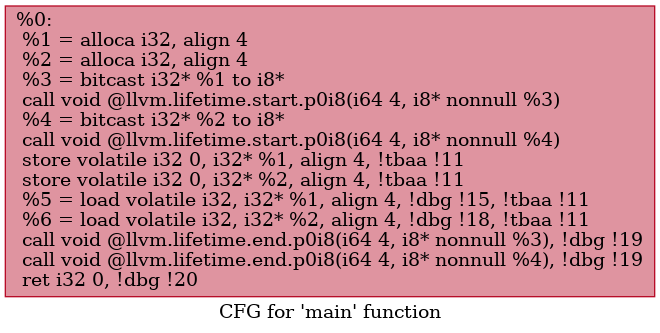 %0:
%1 = alloca i32, align 4
%2 = alloca i32, align 4
%3 = bitcast i32* %1 to i8*
call void @llvm.lifetime.start.p0i8(i64 4, i8* nonnull %3)
%4 = bitcast i32* %2 to i8*
call void @llvm.lifetime.start.p0i8(i64 4, i8* nonnull %4)
store volatile i32 0, i32* %1, align 4, !tbaa !11
store volatile i32 0, i32* %2, align 4, !tbaa !11
%5 = load volatile i32, i32* %1, align 4, !dbg !15, !tbaa !11
%6 = load volatile i32, i32* %2, align 4, !dbg !18, !tbaa !11
call void @llvm.lifetime.end.p0i8(i64 4, i8* nonnull %3), !dbg !19
call void @llvm.lifetime.end.p0i8(i64 4, i8* nonnull %4), !dbg !19
ret i32 0, !dbg !20
CFG for 'main' function